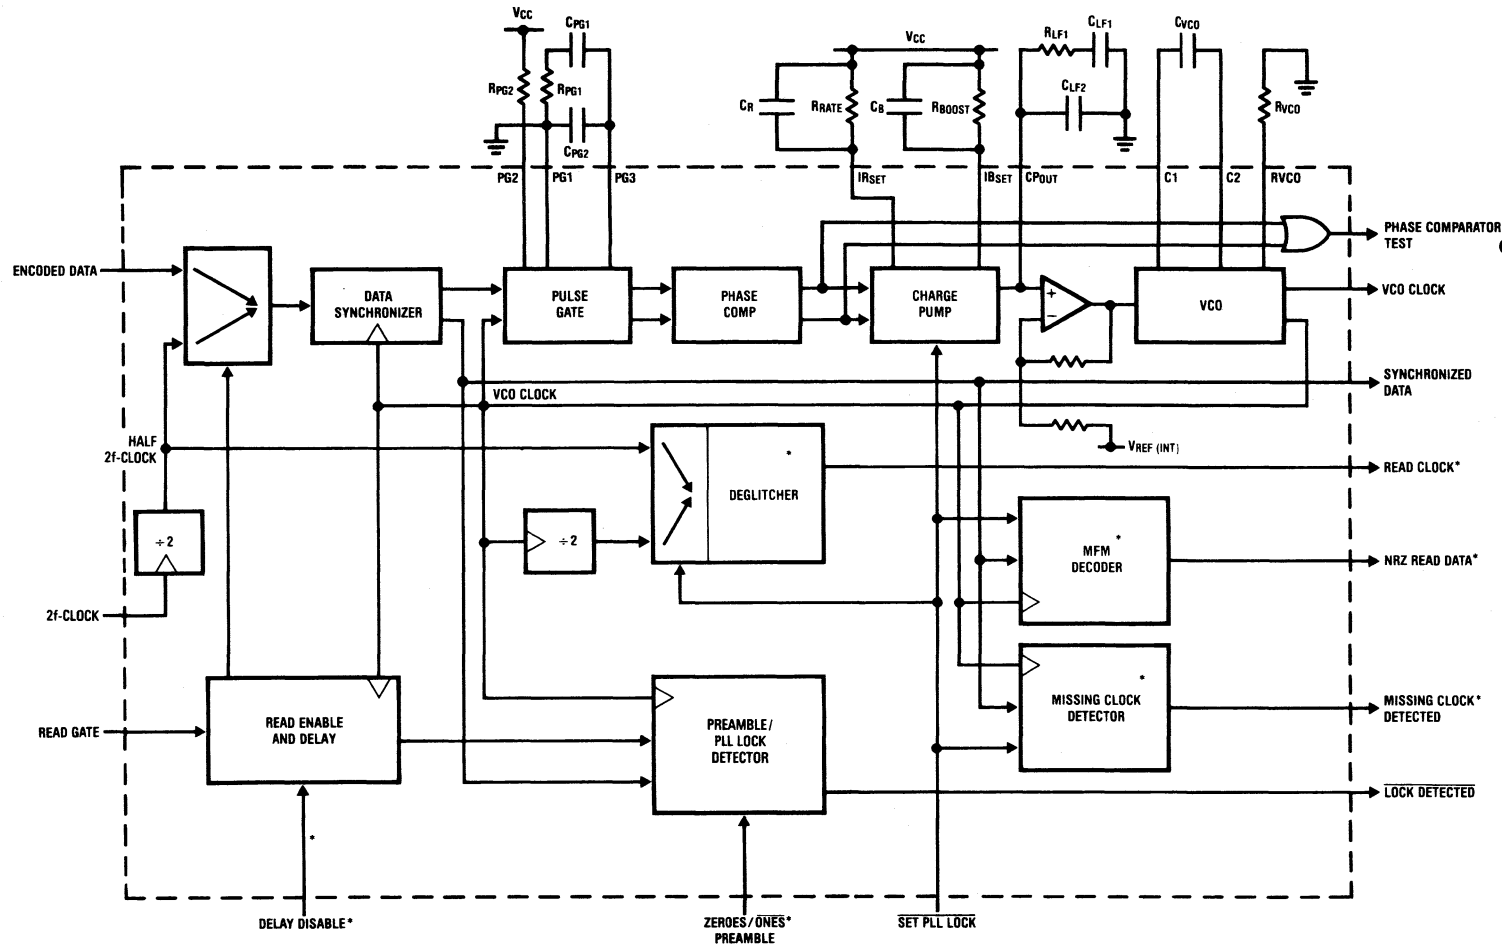 VCC
CPG1
RPG2
RPG1
CPG2
VCC
CR
RRATE
CB
RBOOST
RLF1
CLF1
CLF2
CVCO
RVCO
PG2
PG1
PG3
IRSET
IBSET
CPOUT
C1
C2
RVCO
PHASE COMPARATOR
TEST
ENCODED DATA
DATA
SYNCHRONIZER
PULSE
GATE
PHASE
COMP
CHARGE
PUMP
+
−
VCO
VCO CLOCK
SYNCHRONIZED
DATA
VCO CLOCK
HALF
2f-CLOCK
VREF (INT)
*
DEGLITCHER
READ CLOCK*
÷2
÷2
MFM*
DECODER
NRZ READ DATA*
2f-CLOCK
READ GATE
READ ENABLE
AND DELAY
PREAMBLE/
PLL LOCK
DETECTOR
*
MISSING CLOCK
DETECTOR
MISSING CLOCK*
DETECTED
LOCK DETECTED
*
DELAY DISABLE*
ZEROES/ONES*
PREAMBLE
SET PLL LOCK